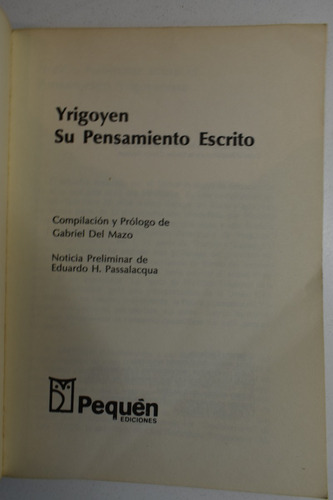 Yrigoyen
Su Pensamiento Escrito
Compilación y Prólogo de
Gabriel Del Mazo
Noticia Preliminar de
Eduardo H. Passalacqua
Pequén
EDICIONES